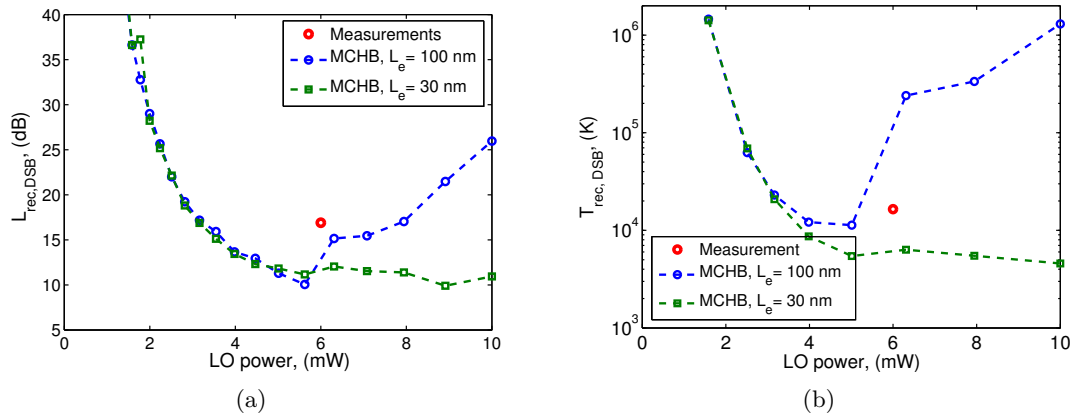 40
35
30
25
20
15
10
5
0
2
4
6
8
10
L_rec,DSB, (dB)
LO power, (mW)
Measurements
MCHB, L_e= 100 nm
MCHB, L_e= 30 nm
(a)
10^6
10^5
10^4
10^3
0
2
4
6
8
10
T_rec, DSB, (K)
LO power, (mW)
Measurement
MCHB, L_e= 100 nm
MCHB, L_e= 30 nm
(b)